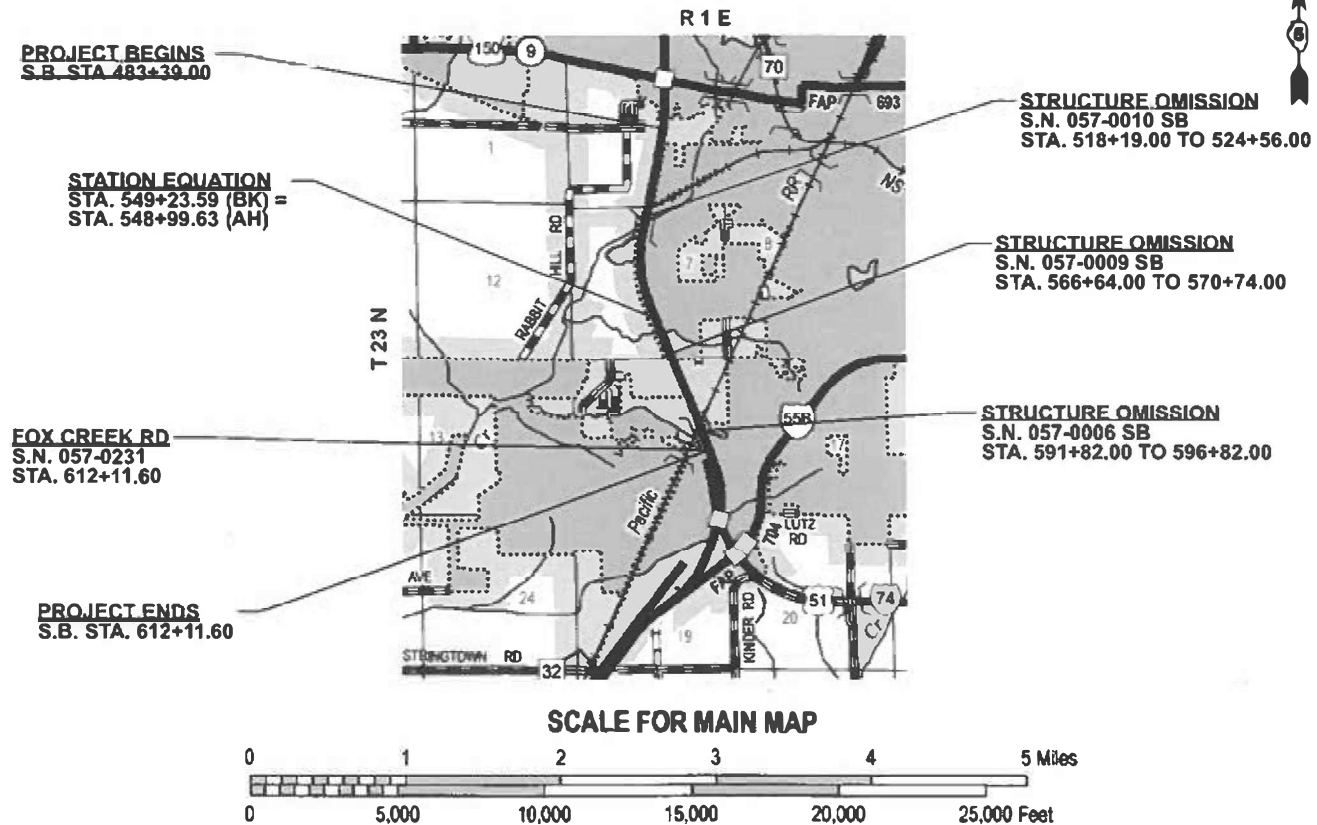 R 1 E
6
PROJECT BEGINS
S.B. STA 483+39.00
150
9
70
FAP 693
STRUCTURE OMISSION
S.N. 057-0010 SB
STA. 518+19.00 TO 524+56.00
1
STATION EQUATION
STA. 549+23.59 (BK) =
STA. 548+99.63 (AH)
RR
NS
HILL RD
RABBIT
12
7
8
STRUCTURE OMISSION
S.N. 057-0009 SB
STA. 566+64.00 TO 570+74.00
T 23 N
FOX CREEK RD
S.N. 057-0231
STA. 612+11.60
13
Cr
55B
17
STRUCTURE OMISSION
S.N. 057-0006 SB
STA. 591+82.00 TO 596+82.00
Pacific
LUTZ
RD
704
FAP
AVE
24
PROJECT ENDS
S.B. STA. 612+11.60
51
74
Cr
KINDER RD
19
20
STRINGTOWN RD
32
SCALE FOR MAIN MAP
0 1 2 3 4 5 Miles
0 5,000 10,000 15,000 20,000 25,000 Feet